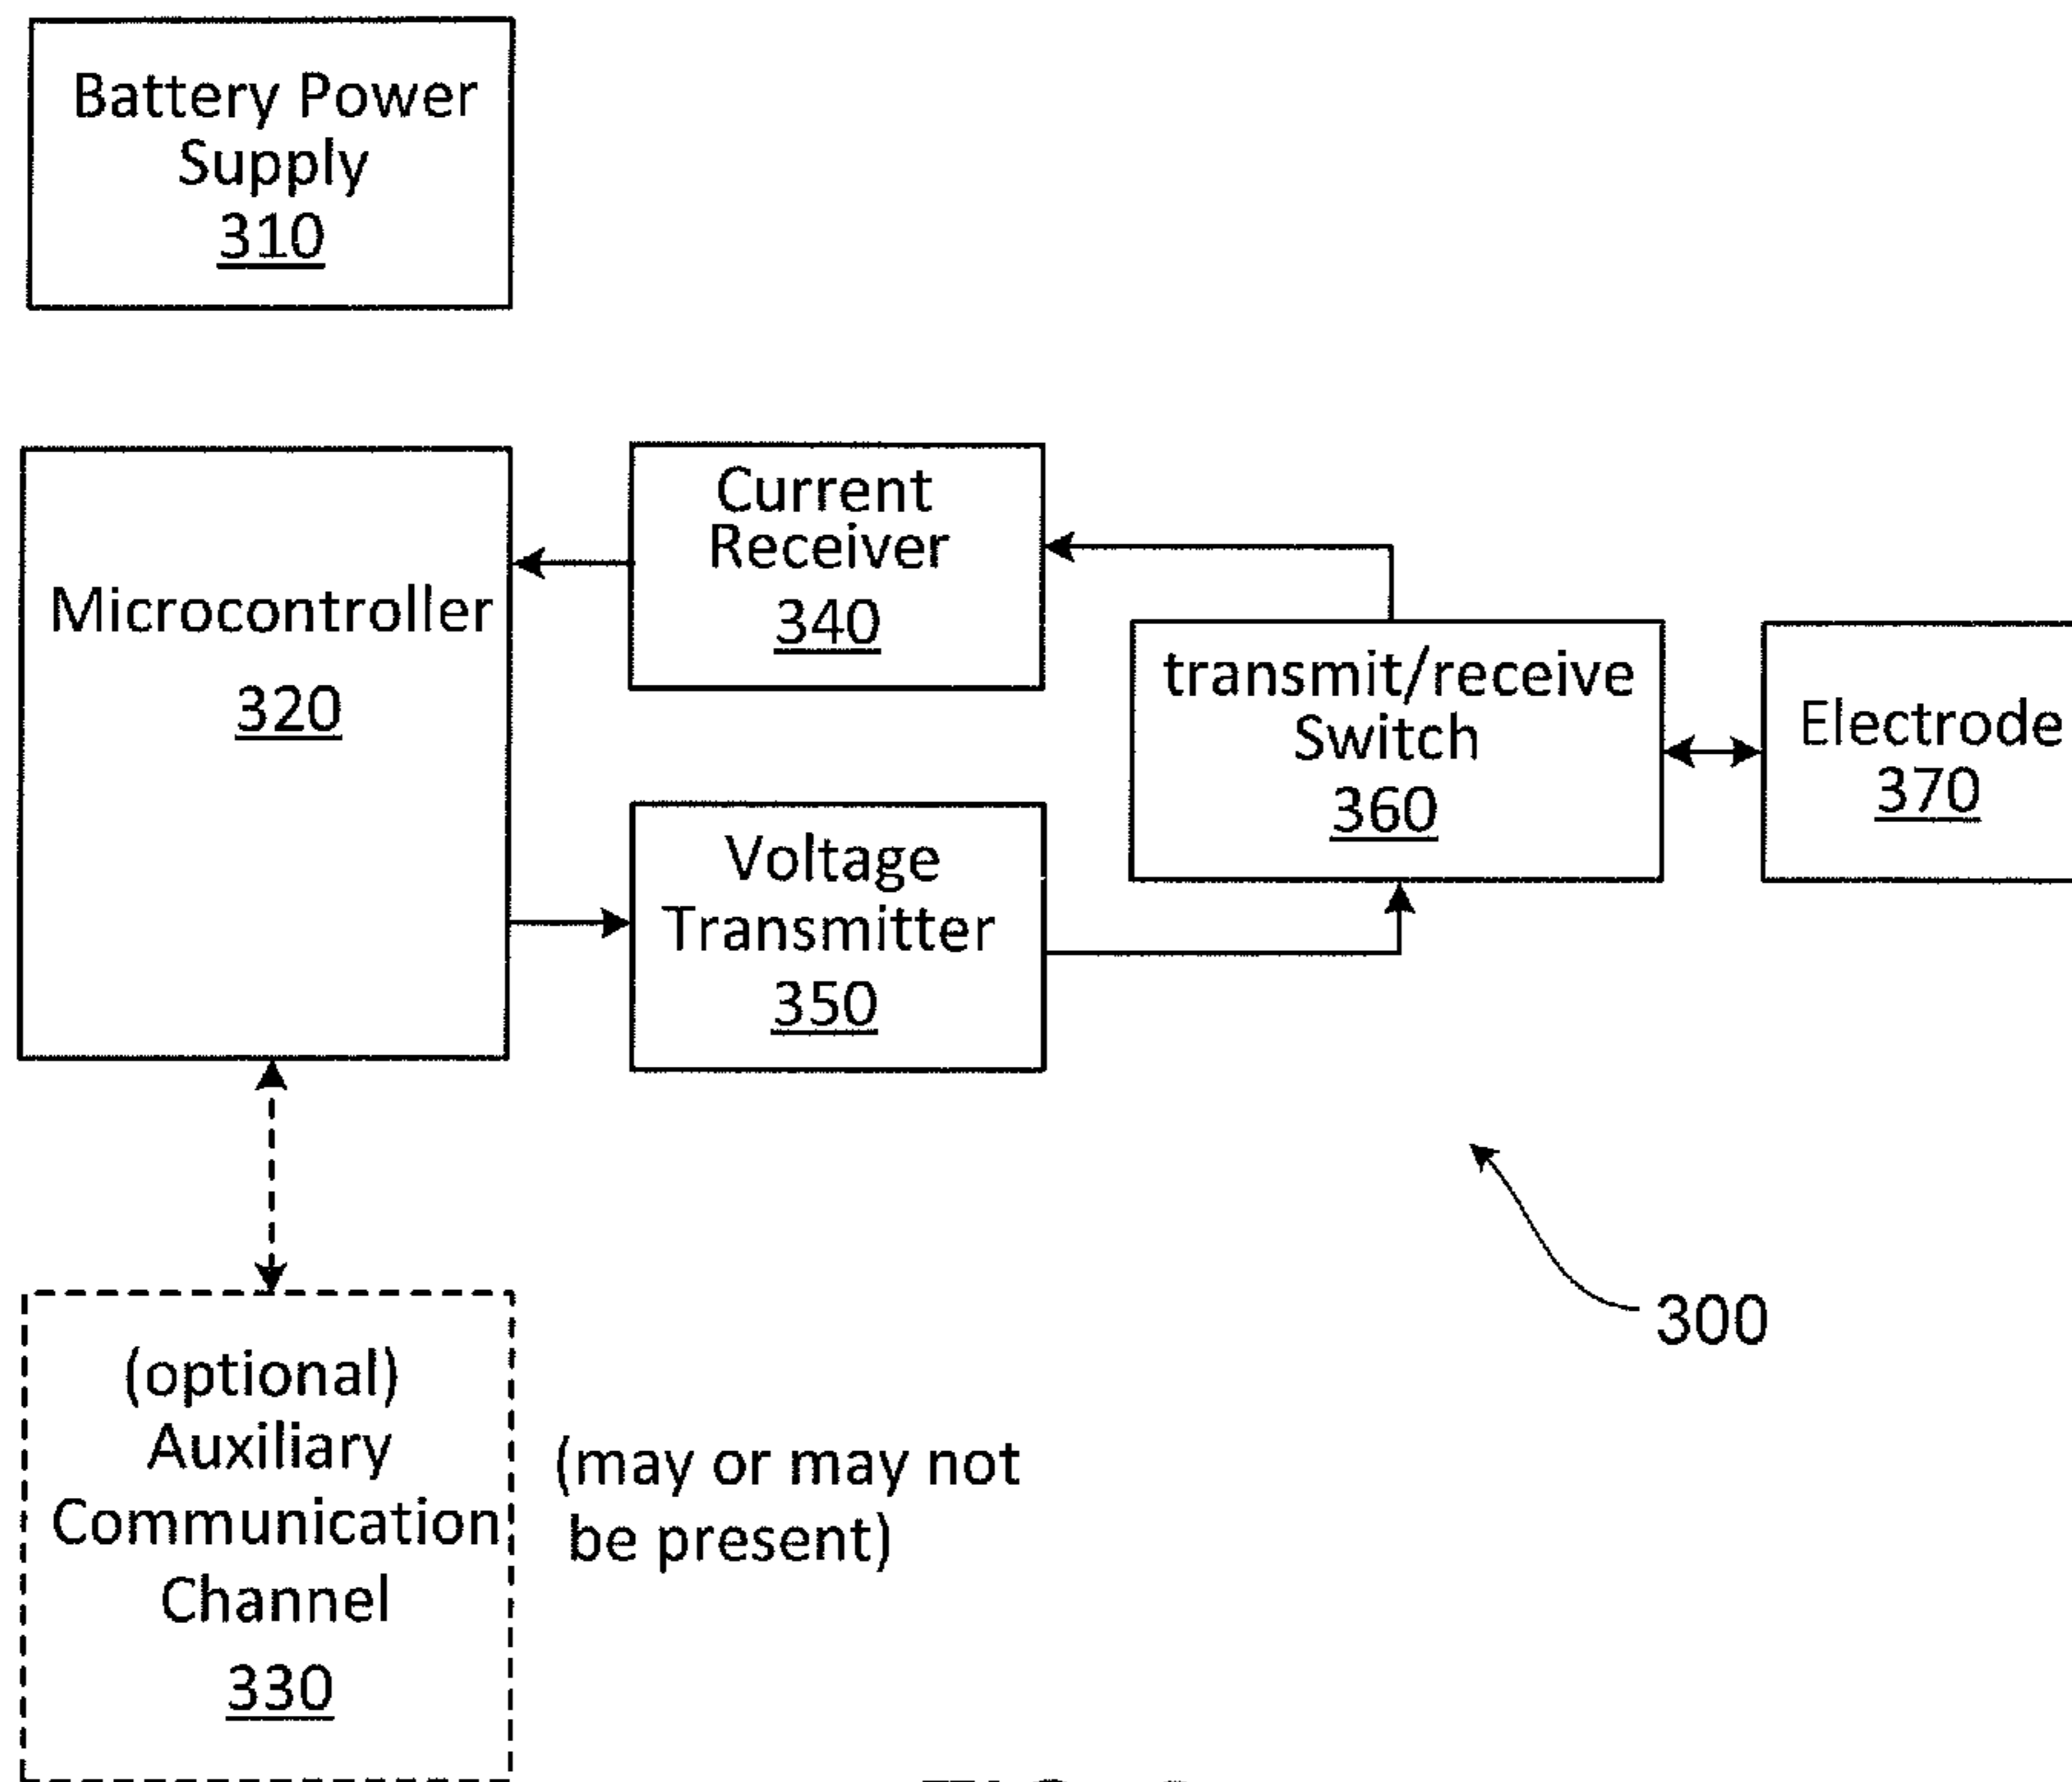 Battery Power
Supply
310
Microcontroller
320
Current
Receiver
340
Voltage
Transmitter
350
transmit/receive
Switch
360
Electrode
370
300
(optional)
Auxiliary
Communication
Channel
330
(may or may not
be present)